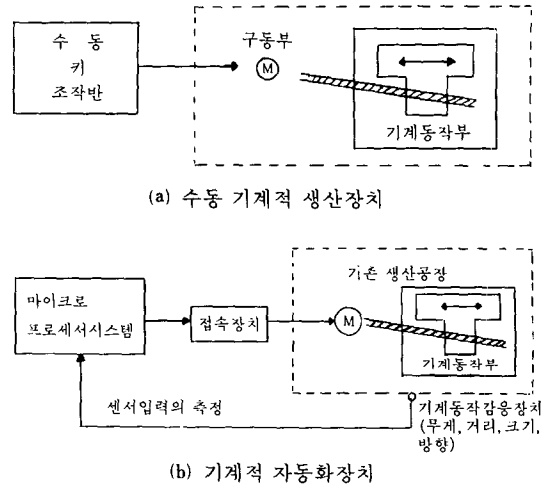 수 동
키
조작반
구동부
M
기계동작부
(a) 수동 기계적 생산장치
마이크로
프로세서시스템
접속장치
기존 생산공장
M
기계동작부
센서입력의 측정
기계동작감응장치
(무게, 거리, 크기,
방향)
(b) 기계적 자동화장치